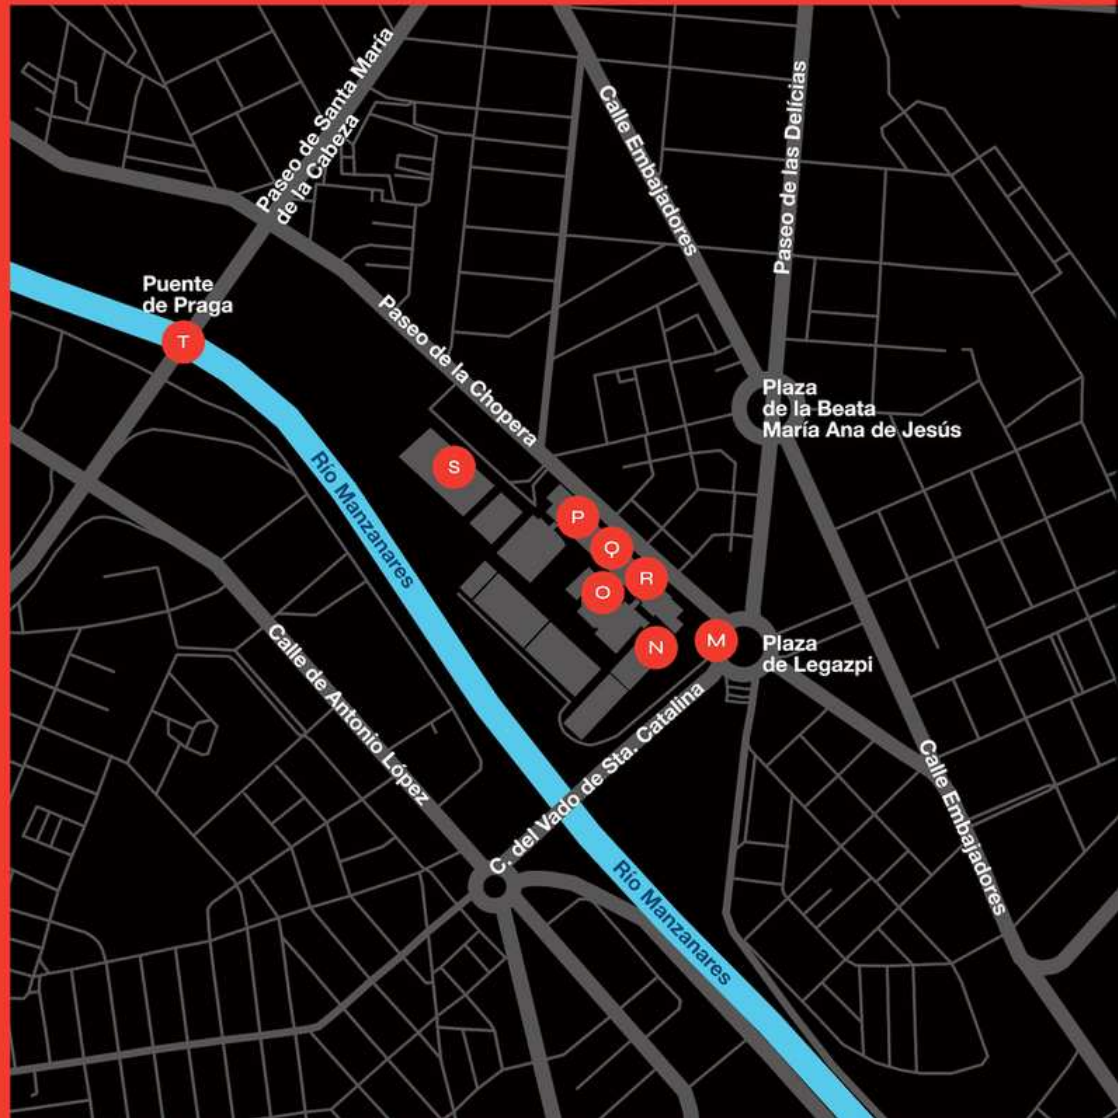 Paseo de Santa María
de la Cabeza
Calle Embajadores
Paseo de las Delícias
Puente
de Praga
T
Paseo de la Chopera
Plaza
de la Beata
María Ana de Jesús
S
Río Manzanares
P
Q
R
O
N
M
Plaza
de Legazpi
Calle de Antonio López
C. del Vado de Sta. Catalina
Calle Embajadores
Río Manzanares